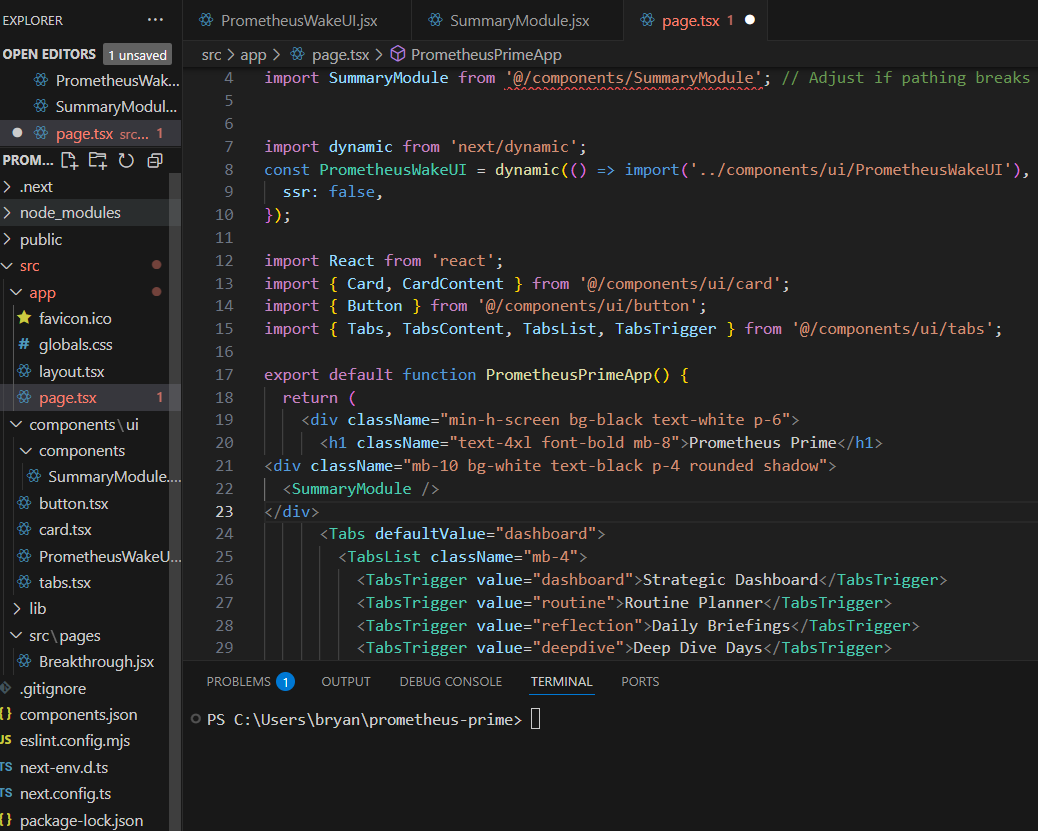 EXPLORER
···
PrometheusWakeUI.jsx
SummaryModule.jsx
page.tsx 1
OPEN EDITORS
1 unsaved
PrometheusWak...
SummaryModul...
page.tsx src... 1
PROM...
.next
node_modules
public
src
app
favicon.ico
# globals.css
layout.tsx
page.tsx 1
components\ui
components
SummaryModule....
button.tsx
card.tsx
PrometheusWakeU...
tabs.tsx
lib
src\pages
Breakthrough.jsx
.gitignore
{} components.json
JS eslint.config.mjs
TS next-env.d.ts
TS next.config.ts
{} package-lock.json
src > app > page.tsx > PrometheusPrimeApp
4 import SummaryModule from '@/components/SummaryModule'; // Adjust if pathing breaks
5
6
7 import dynamic from 'next/dynamic';
8 const PrometheusWakeUI = dynamic(() => import('../components/ui/PrometheusWakeUI'),
9 ssr: false,
10 });
11
12 import React from 'react';
13 import { Card, CardContent } from '@/components/ui/card';
14 import { Button } from '@/components/ui/button';
15 import { Tabs, TabsContent, TabsList, TabsTrigger } from '@/components/ui/tabs';
16
17 export default function PrometheusPrimeApp() {
18 return (
19 <div className="min-h-screen bg-black text-white p-6">
20 <h1 className="text-4xl font-bold mb-8">Prometheus Prime</h1>
21 <div className="mb-10 bg-white text-black p-4 rounded shadow">
22 <SummaryModule />
23 </div>
24 <Tabs defaultValue="dashboard">
25 <TabsList className="mb-4">
26 <TabsTrigger value="dashboard">Strategic Dashboard</TabsTrigger>
27 <TabsTrigger value="routine">Routine Planner</TabsTrigger>
28 <TabsTrigger value="reflection">Daily Briefings</TabsTrigger>
29 <TabsTrigger value="deepdive">Deep Dive Days</TabsTrigger>
PROBLEMS 1
OUTPUT
DEBUG CONSOLE
TERMINAL
PORTS
PS C:\Users\bryan\prometheus-prime>